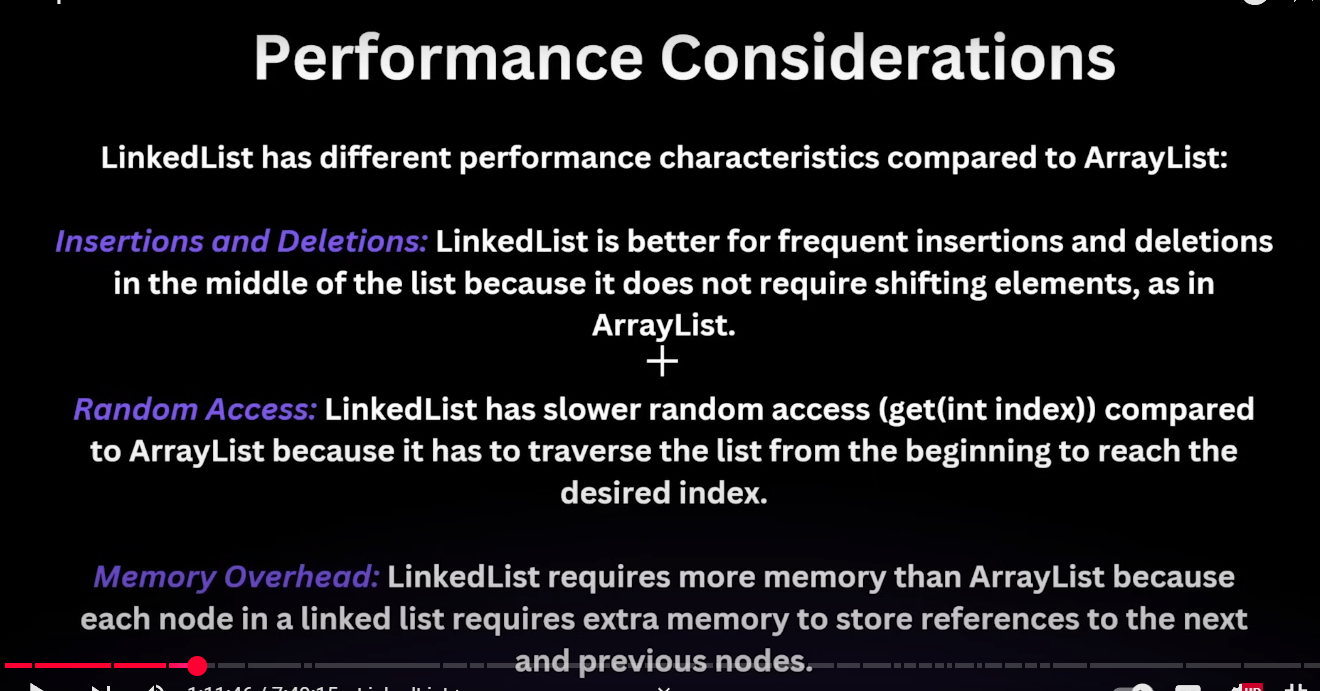 Performance Considerations
LinkedList has different performance characteristics compared to ArrayList:
Insertions and Deletions: LinkedList is better for frequent insertions and deletions
in the middle of the list because it does not require shifting elements, as in
ArrayList.
Random Access: LinkedList has slower random access (get(int index)) compared
to ArrayList because it has to traverse the list from the beginning to reach the
desired index.
Memory Overhead: LinkedList requires more memory than ArrayList because
each node in a linked list requires extra memory to store references to the next
and previous nodes.